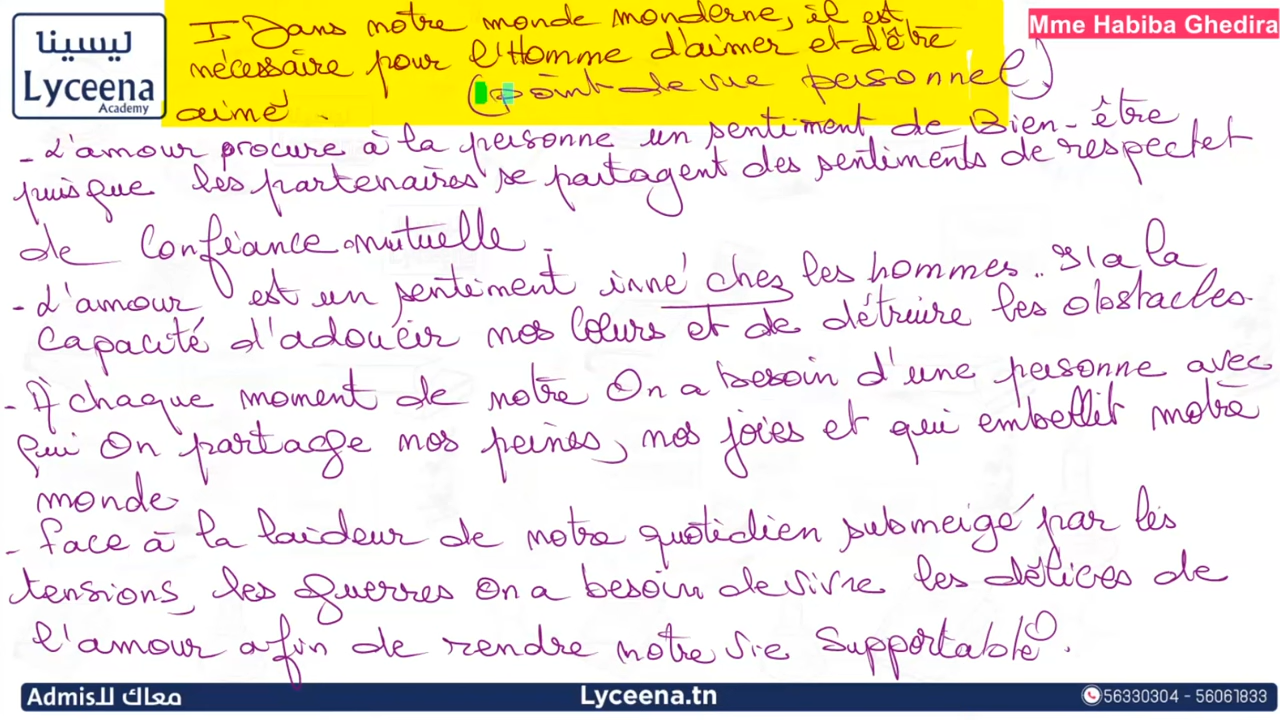 ليسينا
Lyceena
Academy
Mme Habiba Ghedira
I Dans notre monde monderne, il est
nécessaire pour l'Homme d'aimer et d'être
aimé. (point de vue personnel)
- L'amour procure à la personne un sentiment de Bien-être
puisque les partenaires se partagent des sentiments de respect et
de confiance mutuelle.
- L'amour est un sentiment inné chez les hommes.. Il a la
capacité d'adoucir nos cœurs et de détruire les obstacles.
- A chaque moment de notre On a besoin d'une personne avec
qui on partage nos peines, nos joies et qui embellit notre
monde
- Face à la laideur de notre quotidien submergé par les
tensions, les guerres on a besoin de vivre les délices de
l'amour afin de rendre notre vie supportable.
Admis معاك للـ
Lyceena.tn
56330304 - 56061833